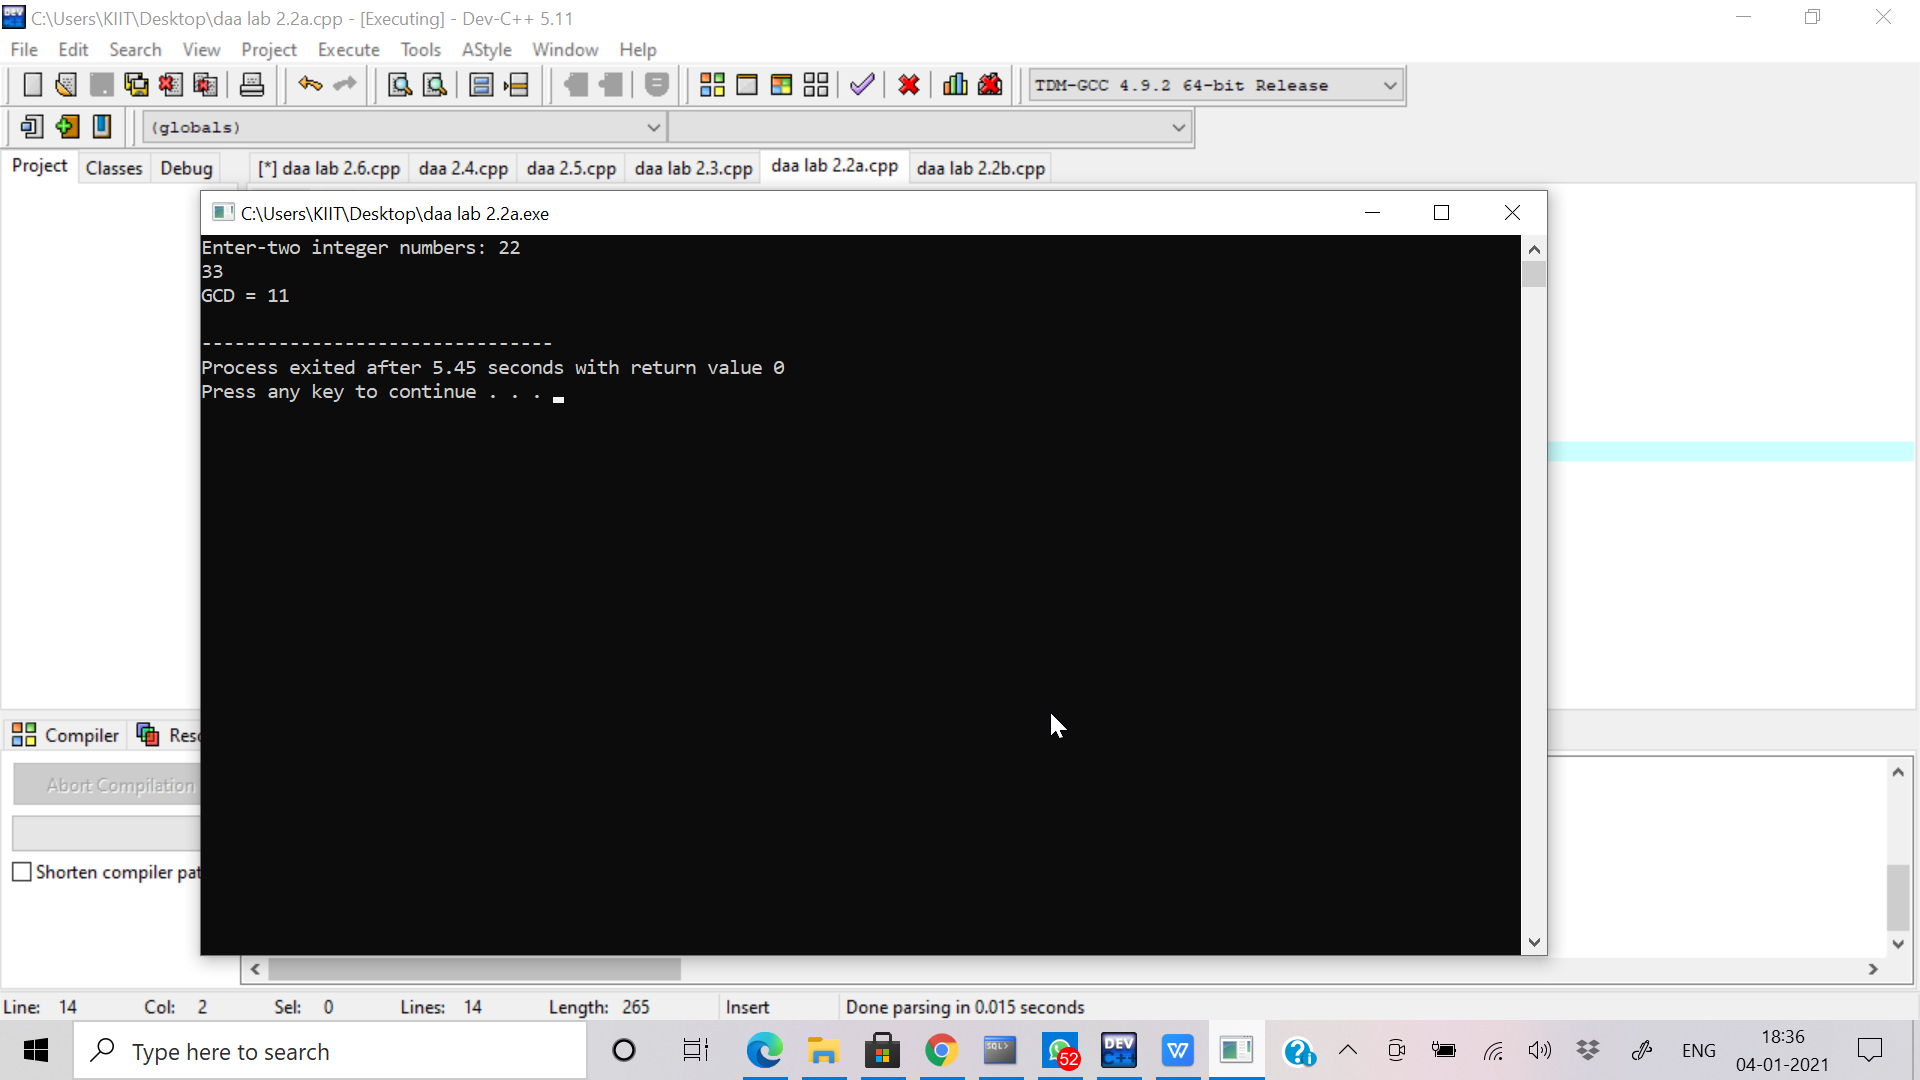 C:\Users\KIIT\Desktop\daa lab 2.2a.cpp - [Executing] - Dev-C++ 5.11
File Edit Search View Project Execute Tools AStyle Window Help
TDM-GCC 4.9.2 64-bit Release
(globals)
Project Classes Debug [*] daa lab 2.6.cpp daa 2.4.cpp daa 2.5.cpp daa lab 2.3.cpp daa lab 2.2a.cpp daa lab 2.2b.cpp
C:\Users\KIIT\Desktop\daa lab 2.2a.exe
Enter-two integer numbers: 22
33
GCD = 11
--------------------------------
Process exited after 5.45 seconds with return value 0
Press any key to continue . . .
Compiler Reso
Abort Compilation
Shorten compiler pat
Line: 14 Col: 2 Sel: 0 Lines: 14 Length: 265 Insert Done parsing in 0.015 seconds
Type here to search
SQL>
52
DEV
C++
W
ENG
18:36
04-01-2021